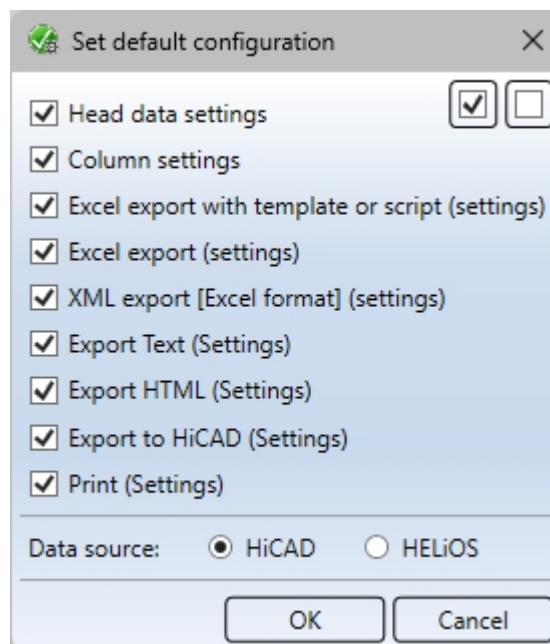 Set default configuration
Head data settings
Column settings
Excel export with template or script (settings)
Excel export (settings)
XML export [Excel format] (settings)
Export Text (Settings)
Export HTML (Settings)
Export to HiCAD (Settings)
Print (Settings)
Data source: HiCAD HELiOS
OK Cancel